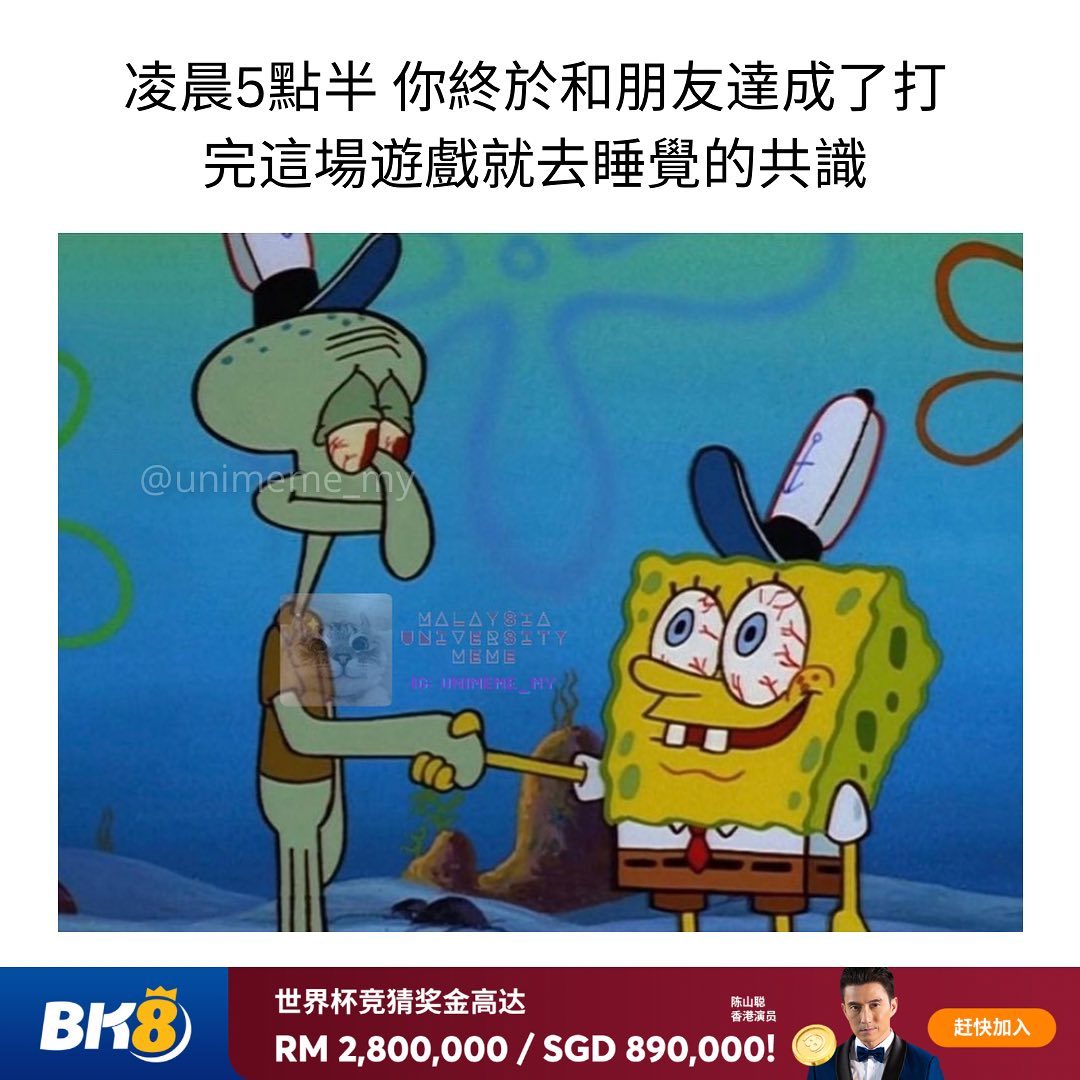 凌晨5點半 你終於和朋友達成了打
完這場遊戲就去睡覺的共識
@unimeme_my
MALAYSIA
UNIVERSITY
MEME
IG: UNIMEME_MY
BK8
世界杯竞猜奖金高达
RM 2,800,000 / SGD 890,000!
陈山聪
香港演员
赶快加入